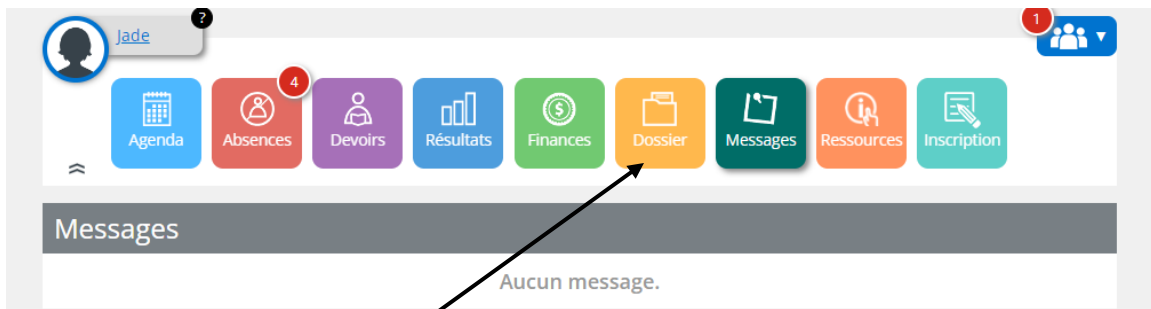 Jade
?
1
4
Agenda
Absences
Devoirs
Résultats
Finances
Dossier
Messages
Ressources
Inscription
Messages
Aucun message.